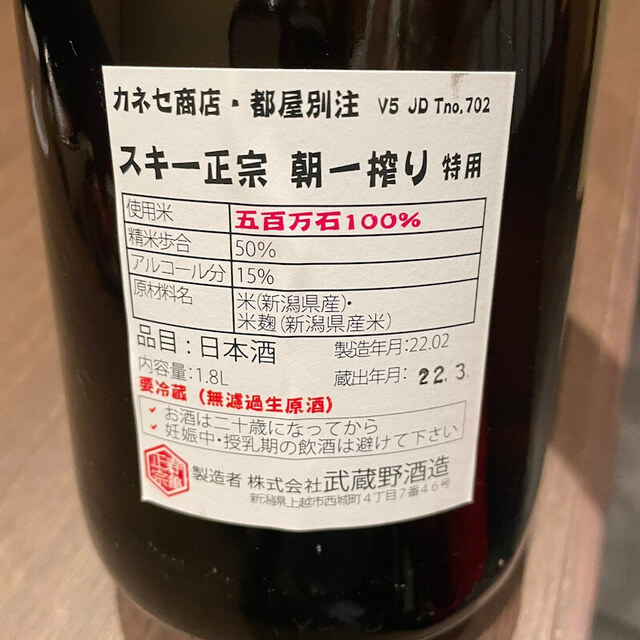 カネセ商店・都屋別注 V5 JD Tno.702
スキー正宗 朝一搾り 特用
使用米 五百万石100%
精米歩合 50%
アルコール分 15%
原材料名 米(新潟県産)・
米麹(新潟県産米)
品目:日本酒 製造年月:22.02
内容量:1.8L 蔵出年月: 22.3.
要冷蔵(無濾過生原酒)
✓ お酒は二十歳になってから
✓ 妊娠中・授乳期の飲酒は避けて下さい
製造者 株式会社武蔵野酒造
新潟県上越市西城町4丁目7番46号